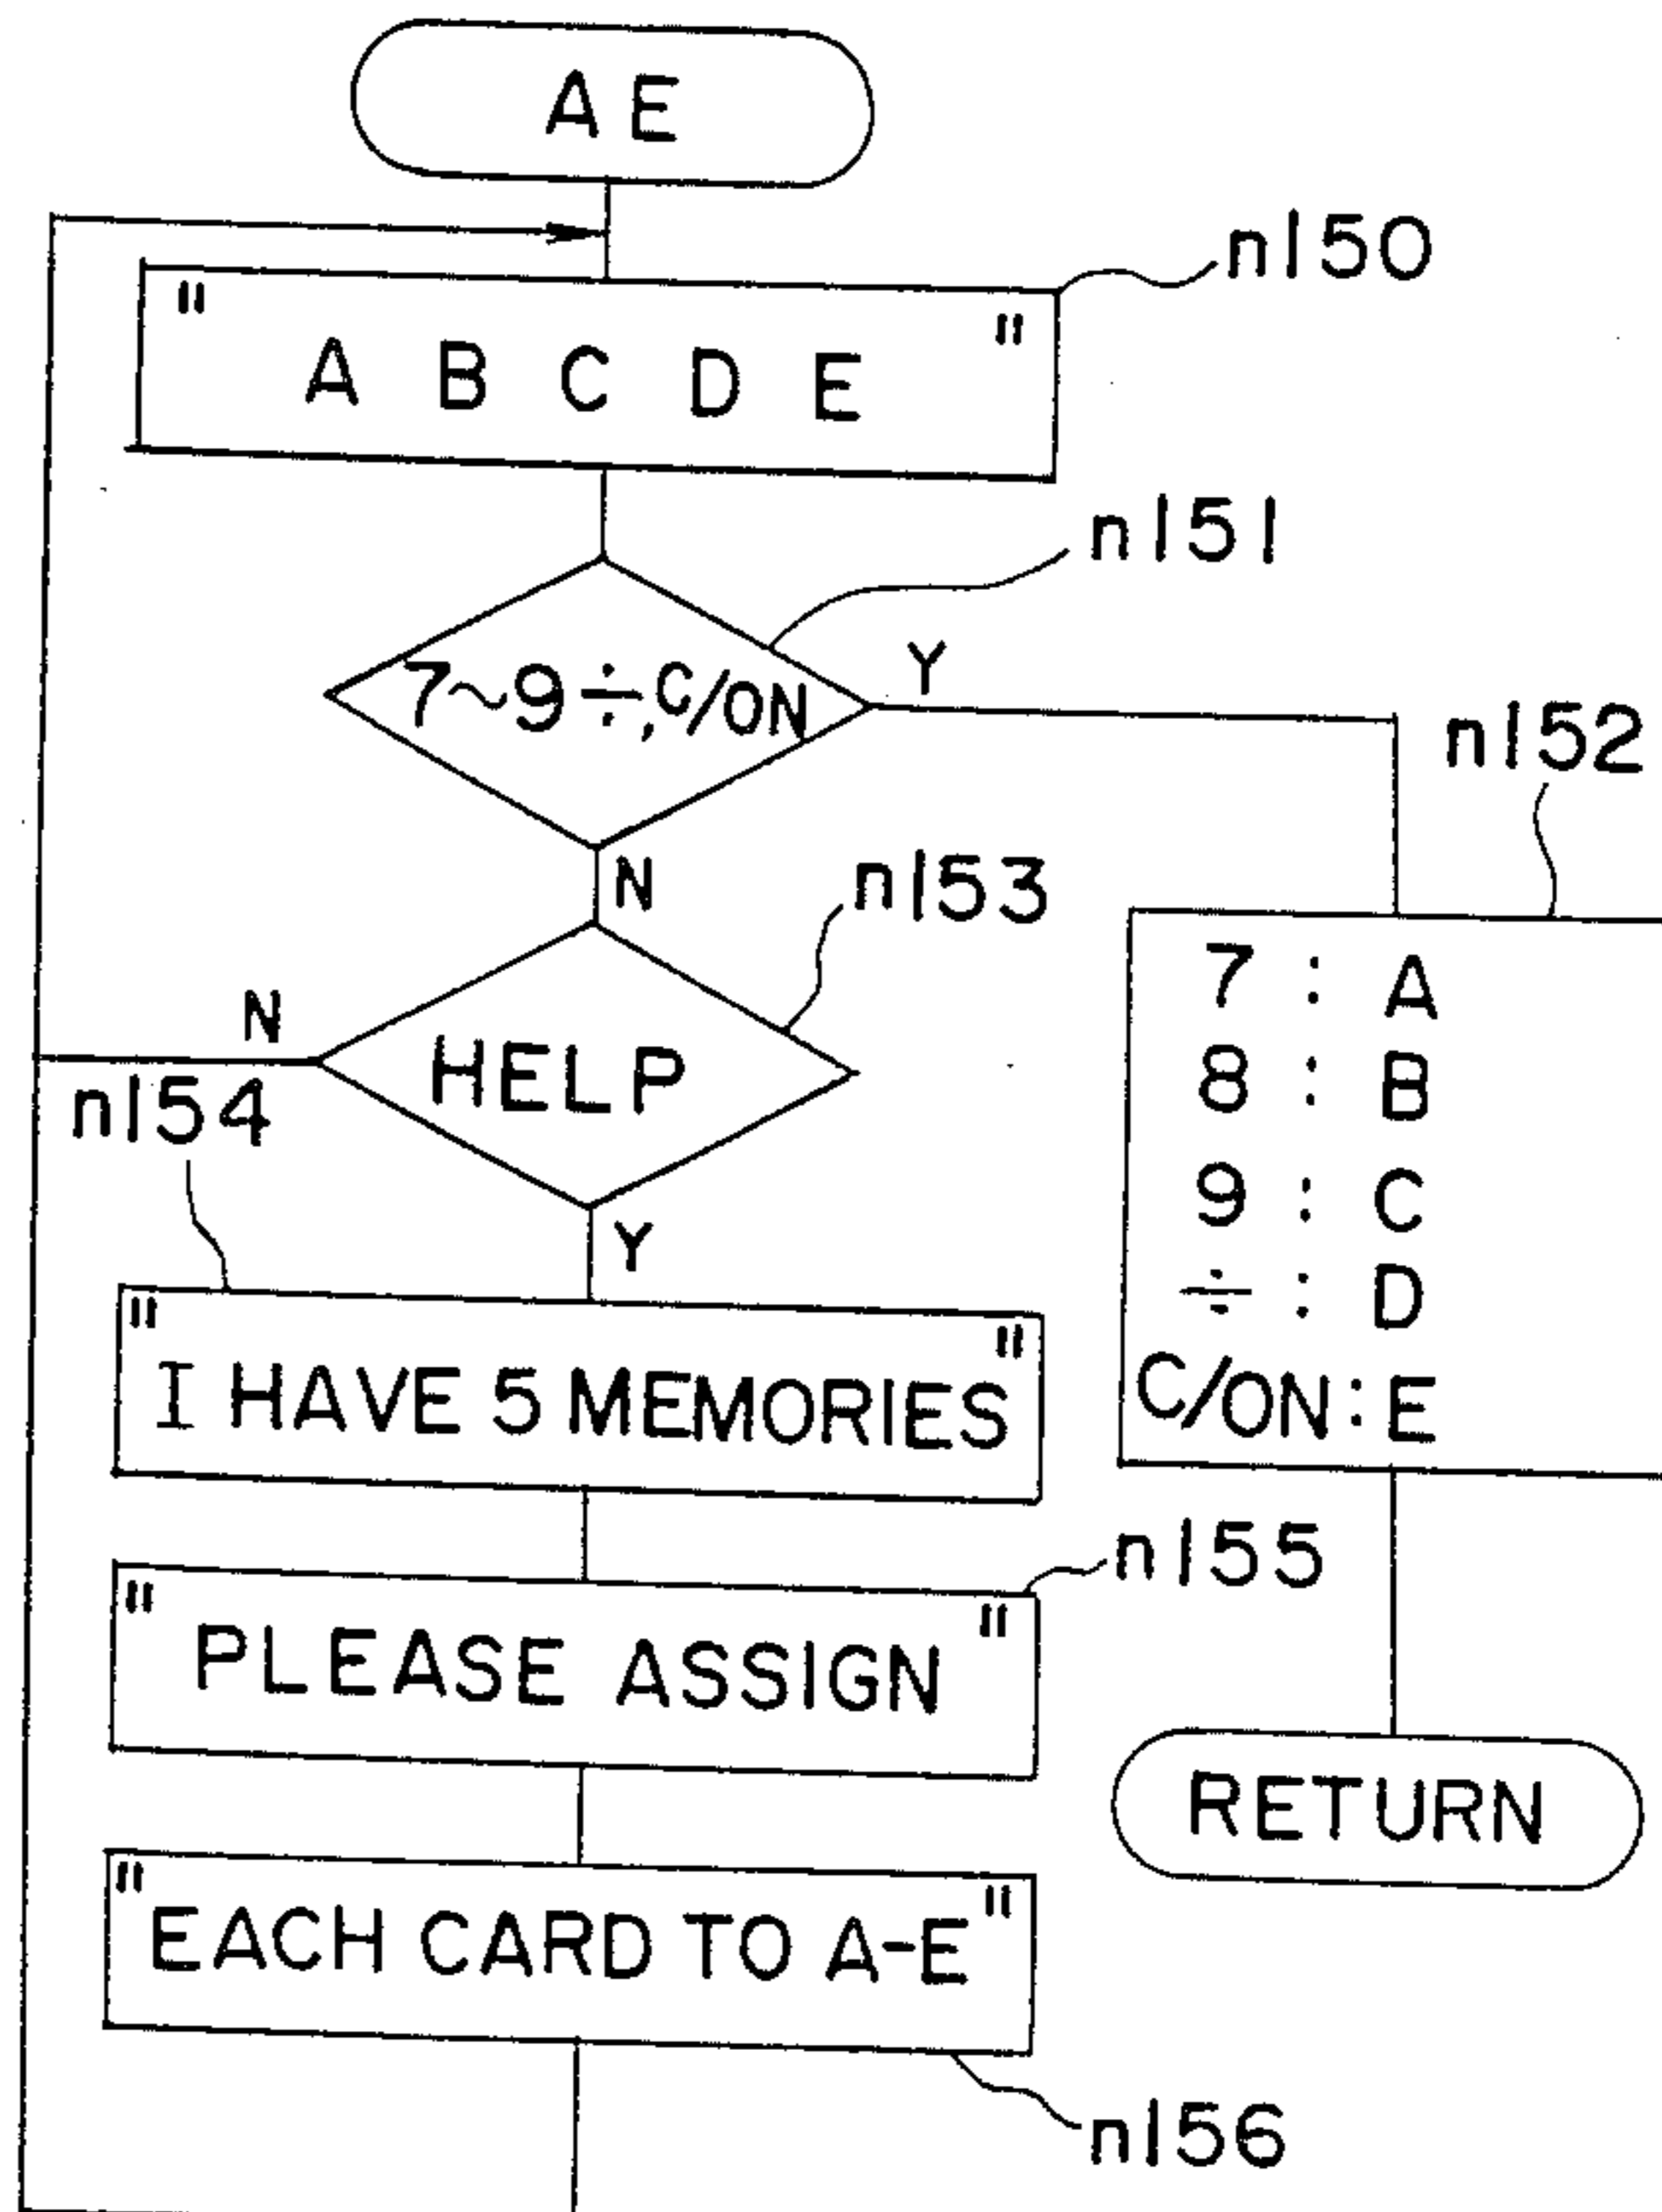 AE
n150
" A B C D E "
n151
7~9÷,C/ON
Y
n152
N
n153
7 : A
8 : B
9 : C
÷ : D
C/ON : E
N
HELP
n154
Y
" I HAVE 5 MEMORIES "
n155
" PLEASE ASSIGN "
RETURN
" EACH CARD TO A-E "
n156